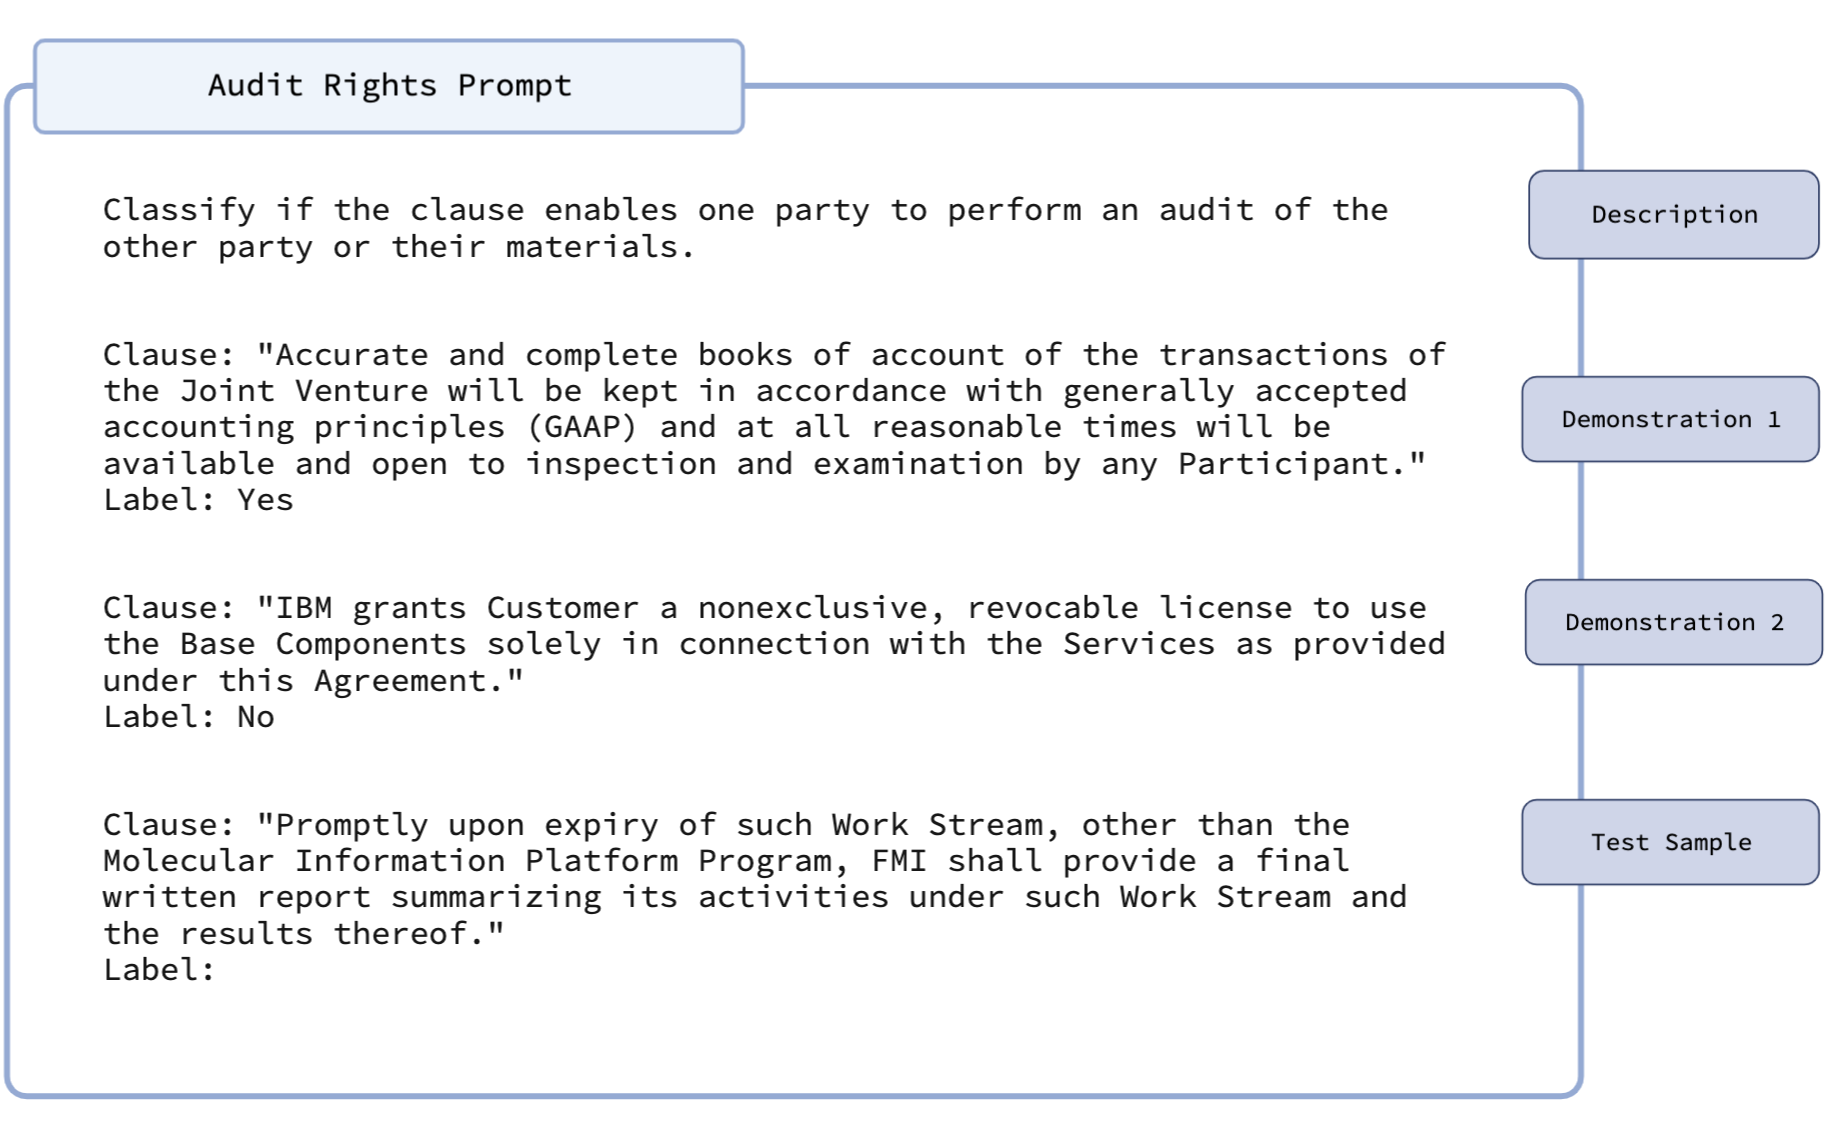 Audit Rights Prompt
Classify if the clause enables one party to perform an audit of the
other party or their materials.
Description
Clause: "Accurate and complete books of account of the transactions of
the Joint Venture will be kept in accordance with generally accepted
accounting principles (GAAP) and at all reasonable times will be
available and open to inspection and examination by any Participant."
Label: Yes
Demonstration 1
Clause: "IBM grants Customer a nonexclusive, revocable license to use
the Base Components solely in connection with the Services as provided
under this Agreement."
Label: No
Demonstration 2
Clause: "Promptly upon expiry of such Work Stream, other than the
Molecular Information Platform Program, FMI shall provide a final
written report summarizing its activities under such Work Stream and
the results thereof."
Label:
Test Sample